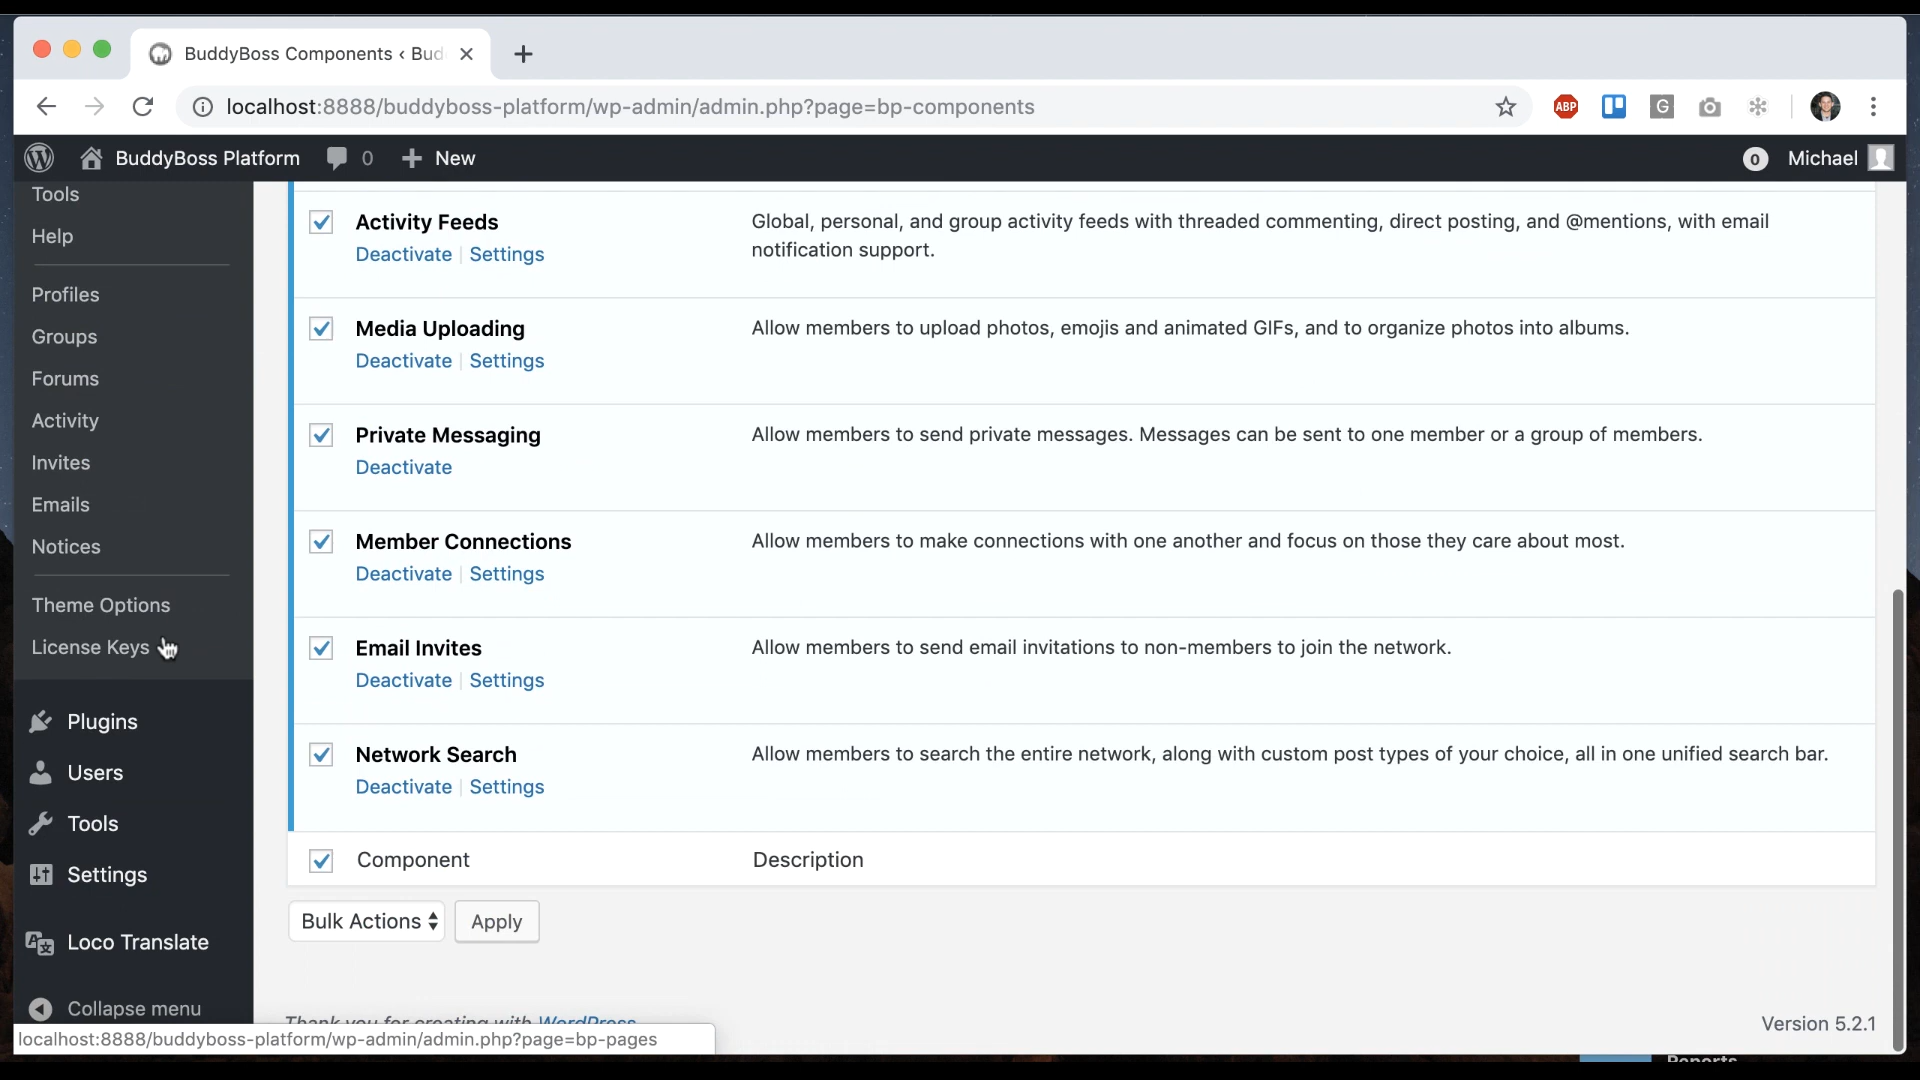 BuddyBoss Components ‹ Bud
localhost:8888/buddyboss-platform/wp-admin/admin.php?page=bp-components
ABP
G
BuddyBoss Platform
0
New
0
Michael
Tools
Help
Profiles
Groups
Forums
Activity
Invites
Emails
Notices
Theme Options
License Keys
Plugins
Users
Tools
Settings
Loco Translate
Collapse menu
Activity Feeds
Deactivate | Settings
Global, personal, and group activity feeds with threaded commenting, direct posting, and @mentions, with email
notification support.
Media Uploading
Deactivate | Settings
Allow members to upload photos, emojis and animated GIFs, and to organize photos into albums.
Private Messaging
Deactivate
Allow members to send private messages. Messages can be sent to one member or a group of members.
Member Connections
Deactivate | Settings
Allow members to make connections with one another and focus on those they care about most.
Email Invites
Deactivate | Settings
Allow members to send email invitations to non-members to join the network.
Network Search
Deactivate | Settings
Allow members to search the entire network, along with custom post types of your choice, all in one unified search bar.
Component
Description
Bulk Actions
Apply
Thank you for creating with WordPress
Version 5.2.1
localhost:8888/buddyboss-platform/wp-admin/admin.php?page=bp-pages
Reports